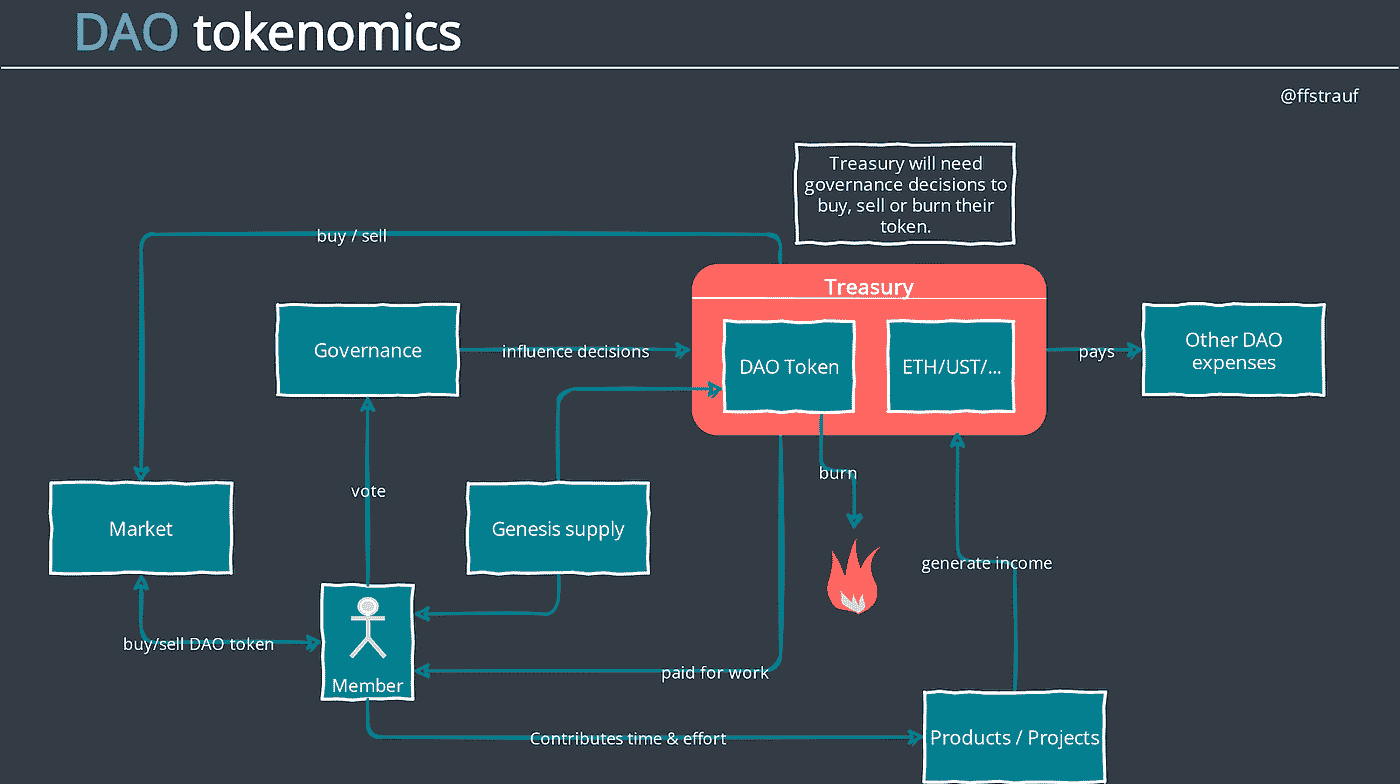 DAO tokenomics
@ffstrauf
Treasury will need
governance decisions to
buy, sell or burn their
token.
buy / sell
Treasury
Governance
influence decisions
DAO Token
ETH/UST/...
pays
Other DAO
expenses
burn
vote
Market
Genesis supply
generate income
buy/sell DAO token
Member
paid for work
Contributes time & effort
Products / Projects